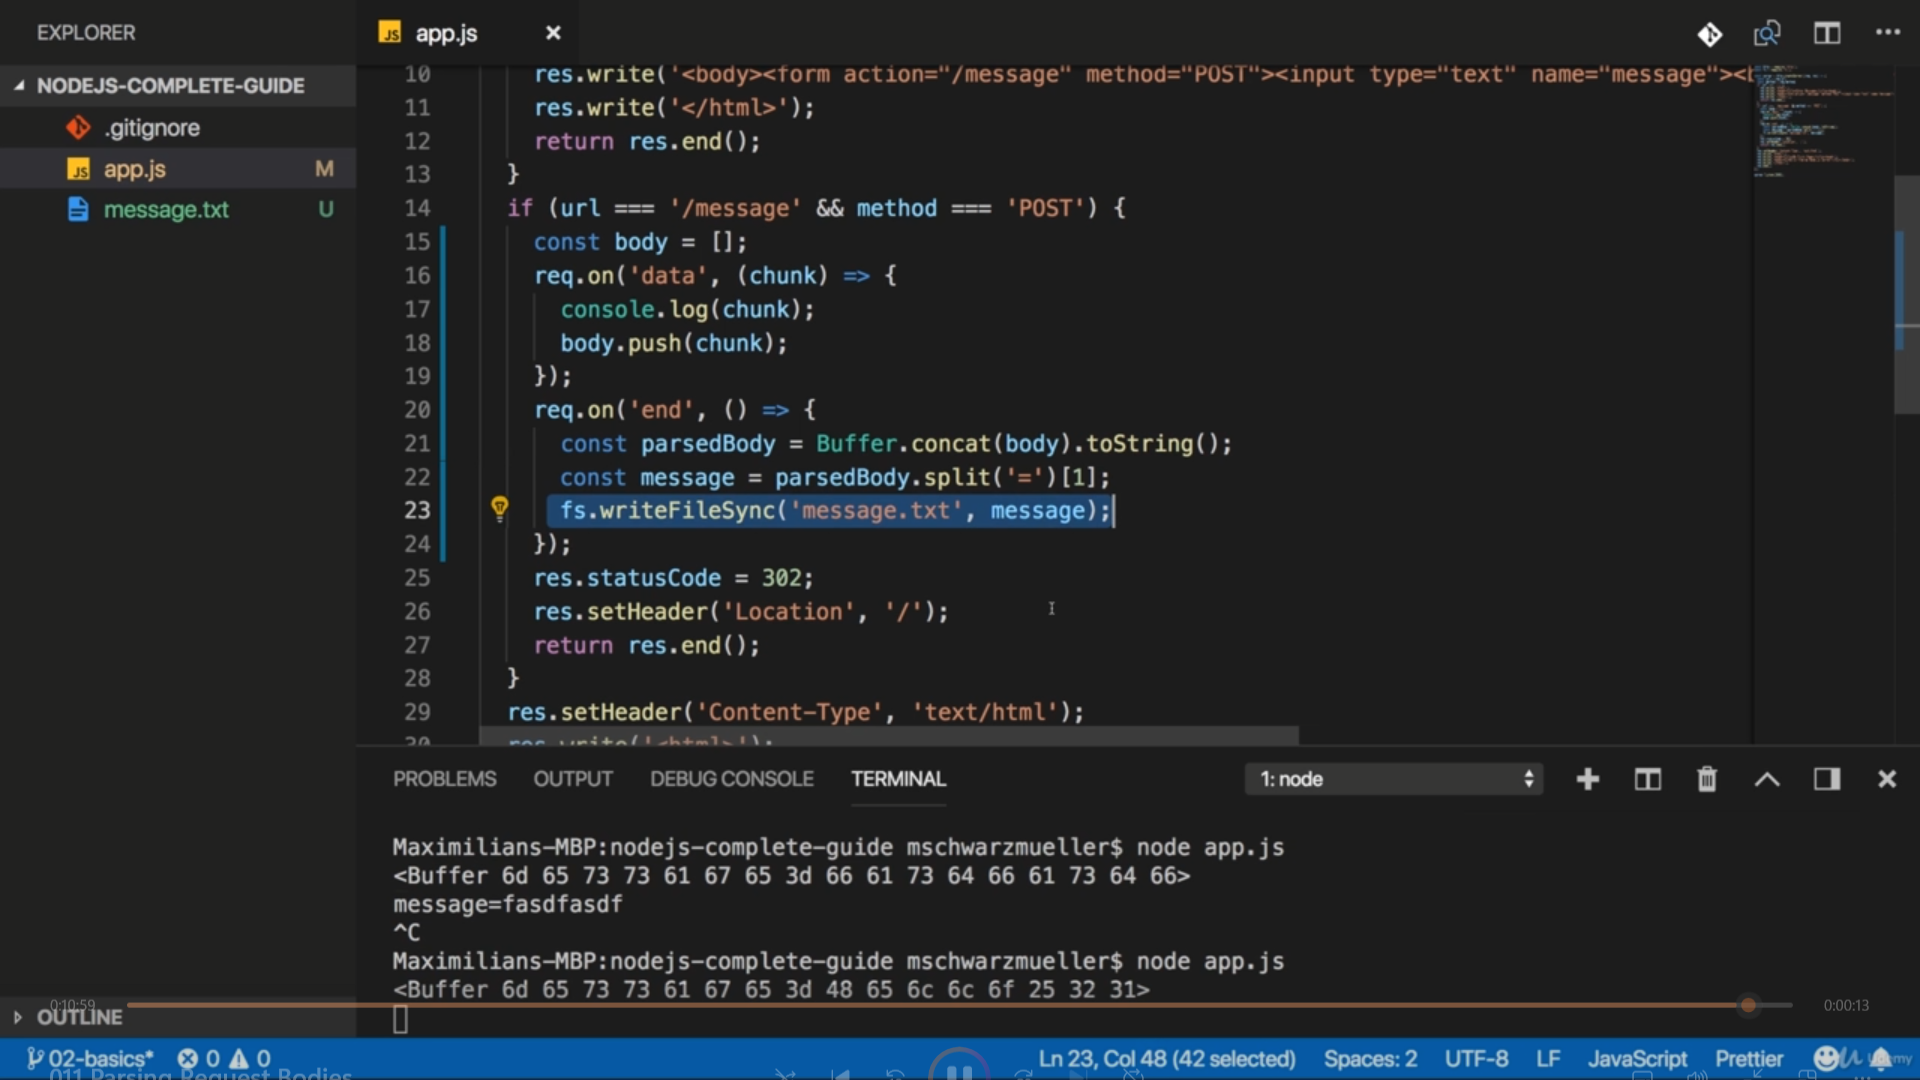 EXPLORER
app.js
NODEJS-COMPLETE-GUIDE
.gitignore
app.js M
message.txt U
10 res.write('<body><form action="/message" method="POST"><input type="text" name="message"><
11 res.write('</html>');
12 return res.end();
13 }
14 if (url === '/message' && method === 'POST') {
15 const body = [];
16 req.on('data', (chunk) => {
17 console.log(chunk);
18 body.push(chunk);
19 });
20 req.on('end', () => {
21 const parsedBody = Buffer.concat(body).toString();
22 const message = parsedBody.split('=')[1];
23 fs.writeFileSync('message.txt', message);
24 });
25 res.statusCode = 302;
26 res.setHeader('Location', '/');
27 return res.end();
28 }
29 res.setHeader('Content-Type', 'text/html');
30 res.write('<html>');
PROBLEMS OUTPUT DEBUG CONSOLE TERMINAL 1: node
Maximilians-MBP:nodejs-complete-guide mschwarzmueller$ node app.js
<Buffer 6d 65 73 73 61 67 65 3d 66 61 73 64 66 61 73 64 66>
message=fasdfasdf
^C
Maximilians-MBP:nodejs-complete-guide mschwarzmueller$ node app.js
<Buffer 6d 65 73 73 61 67 65 3d 48 65 6c 6c 6f 25 32 31>
0:10:59 0:00:13
OUTLINE
02-basics* 0 0 Ln 23, Col 48 (42 selected) Spaces: 2 UTF-8 LF JavaScript Prettier Udemy
011 Parsing Request Bodies